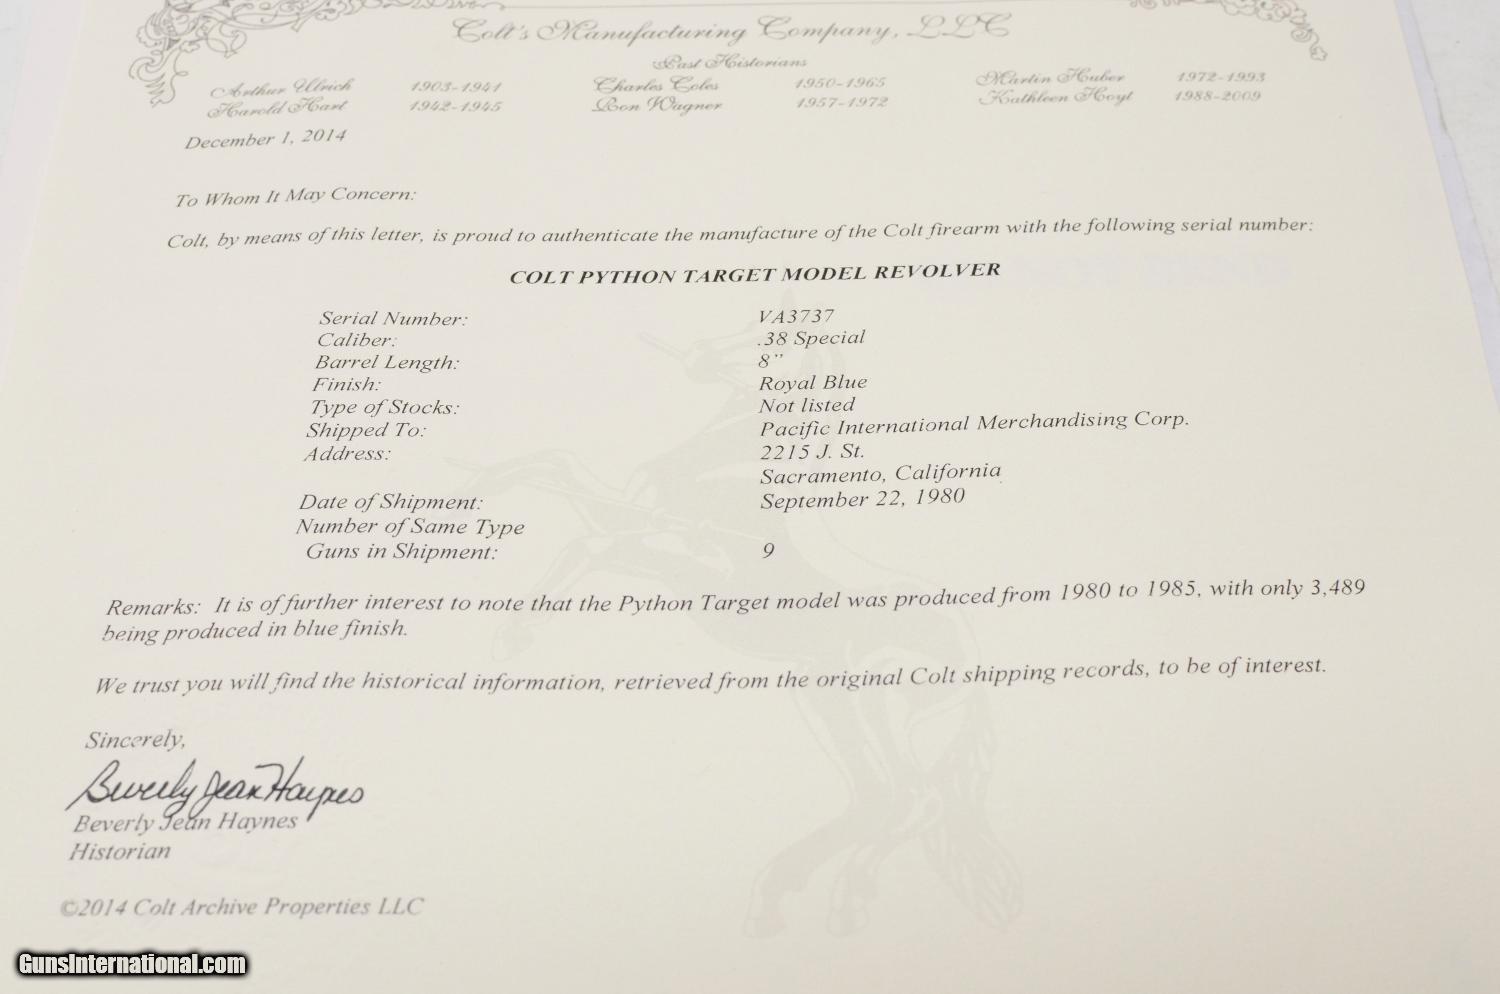 Colt's Manufacturing Company, LLC
Past Historians
Arthur Ulrich 1903-1941 Charles Coles 1950-1965 Martin Huber 1972-1993
Harold Hart 1942-1945 Ron Wagner 1957-1972 Kathleen Hoyt 1988-2009
December 1, 2014
To Whom It May Concern:
Colt, by means of this letter, is proud to authenticate the manufacture of the Colt firearm with the following serial number:
COLT PYTHON TARGET MODEL REVOLVER
Serial Number: VA3737
Caliber: .38 Special
Barrel Length: 8”
Finish: Royal Blue
Type of Stocks: Not listed
Shipped To: Pacific International Merchandising Corp.
Address: 2215 J. St.
Sacramento, California
Date of Shipment: September 22, 1980
Number of Same Type
Guns in Shipment: 9
Remarks: It is of further interest to note that the Python Target model was produced from 1980 to 1985, with only 3,489
being produced in blue finish.
We trust you will find the historical information, retrieved from the original Colt shipping records, to be of interest.
Sincerely,
Beverly Jean Haynes
Beverly Jean Haynes
Historian
©2014 Colt Archive Properties LLC
GunsInternational.com